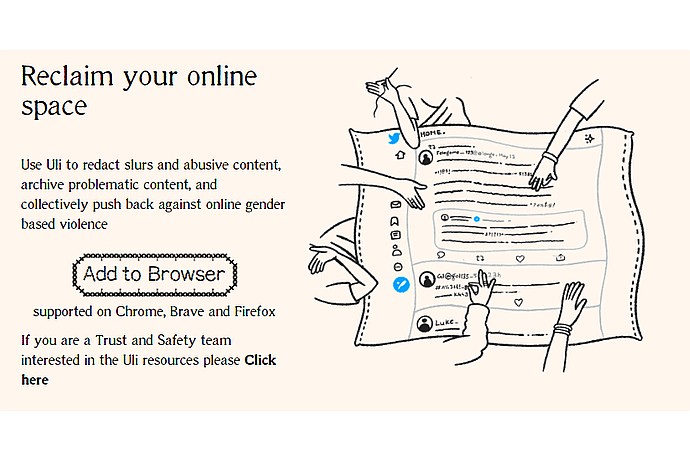 Reclaim your online
space
Use Uli to redact slurs and abusive content,
archive problematic content, and
collectively push back against online gender
based violence
Add to Browser
supported on Chrome, Brave and Firefox
If you are a Trust and Safety team
interested in the Uli resources please Click
here
HOME.
Luke_